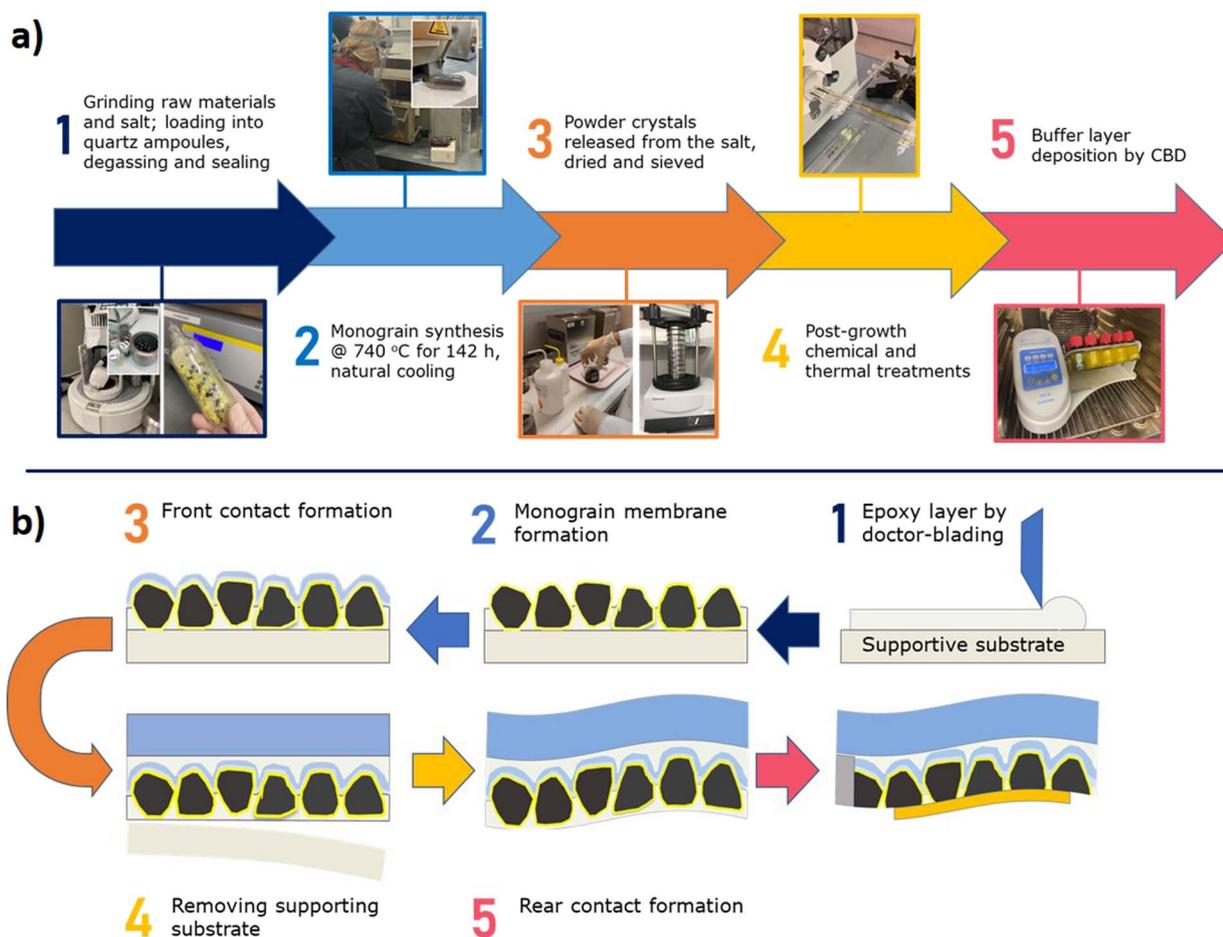 a)
1
Grinding raw materials
and salt; loading into
quartz ampoules,
degassing and sealing
3
Powder crystals
released from the salt,
dried and sieved
5
Buffer layer
deposition by CBD
2
Monograin synthesis
@ 740 °C for 142 h,
natural cooling
4
Post-growth
chemical and
thermal treatments
b)
3
Front contact formation
2
Monograin membrane
formation
1
Epoxy layer by
doctor-blading
Supportive substrate
4
Removing supporting
substrate
5
Rear contact formation